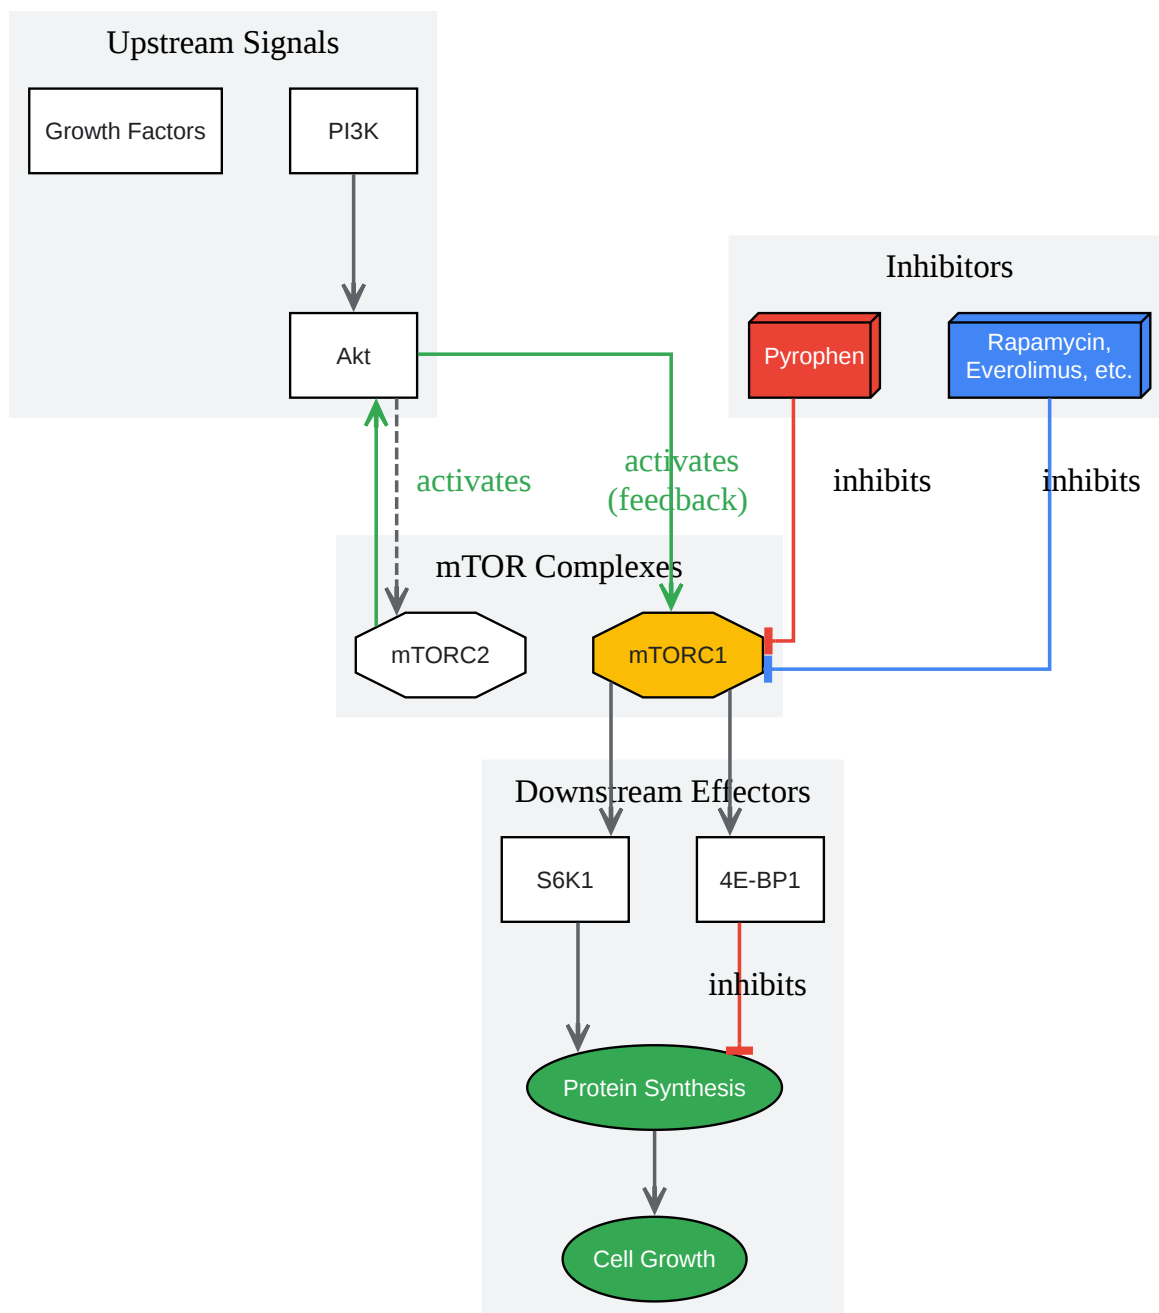 Upstream Signals
Growth Factors
PI3K
Inhibitors
Akt
Pyrophen
Rapamycin,
Everolimus, etc.
activates
activates
(feedback)
inhibits
inhibits
mTOR Complexes
mTORC2
mTORC1
Downstream Effectors
S6K1
4E-BP1
inhibits
Protein Synthesis
Cell Growth